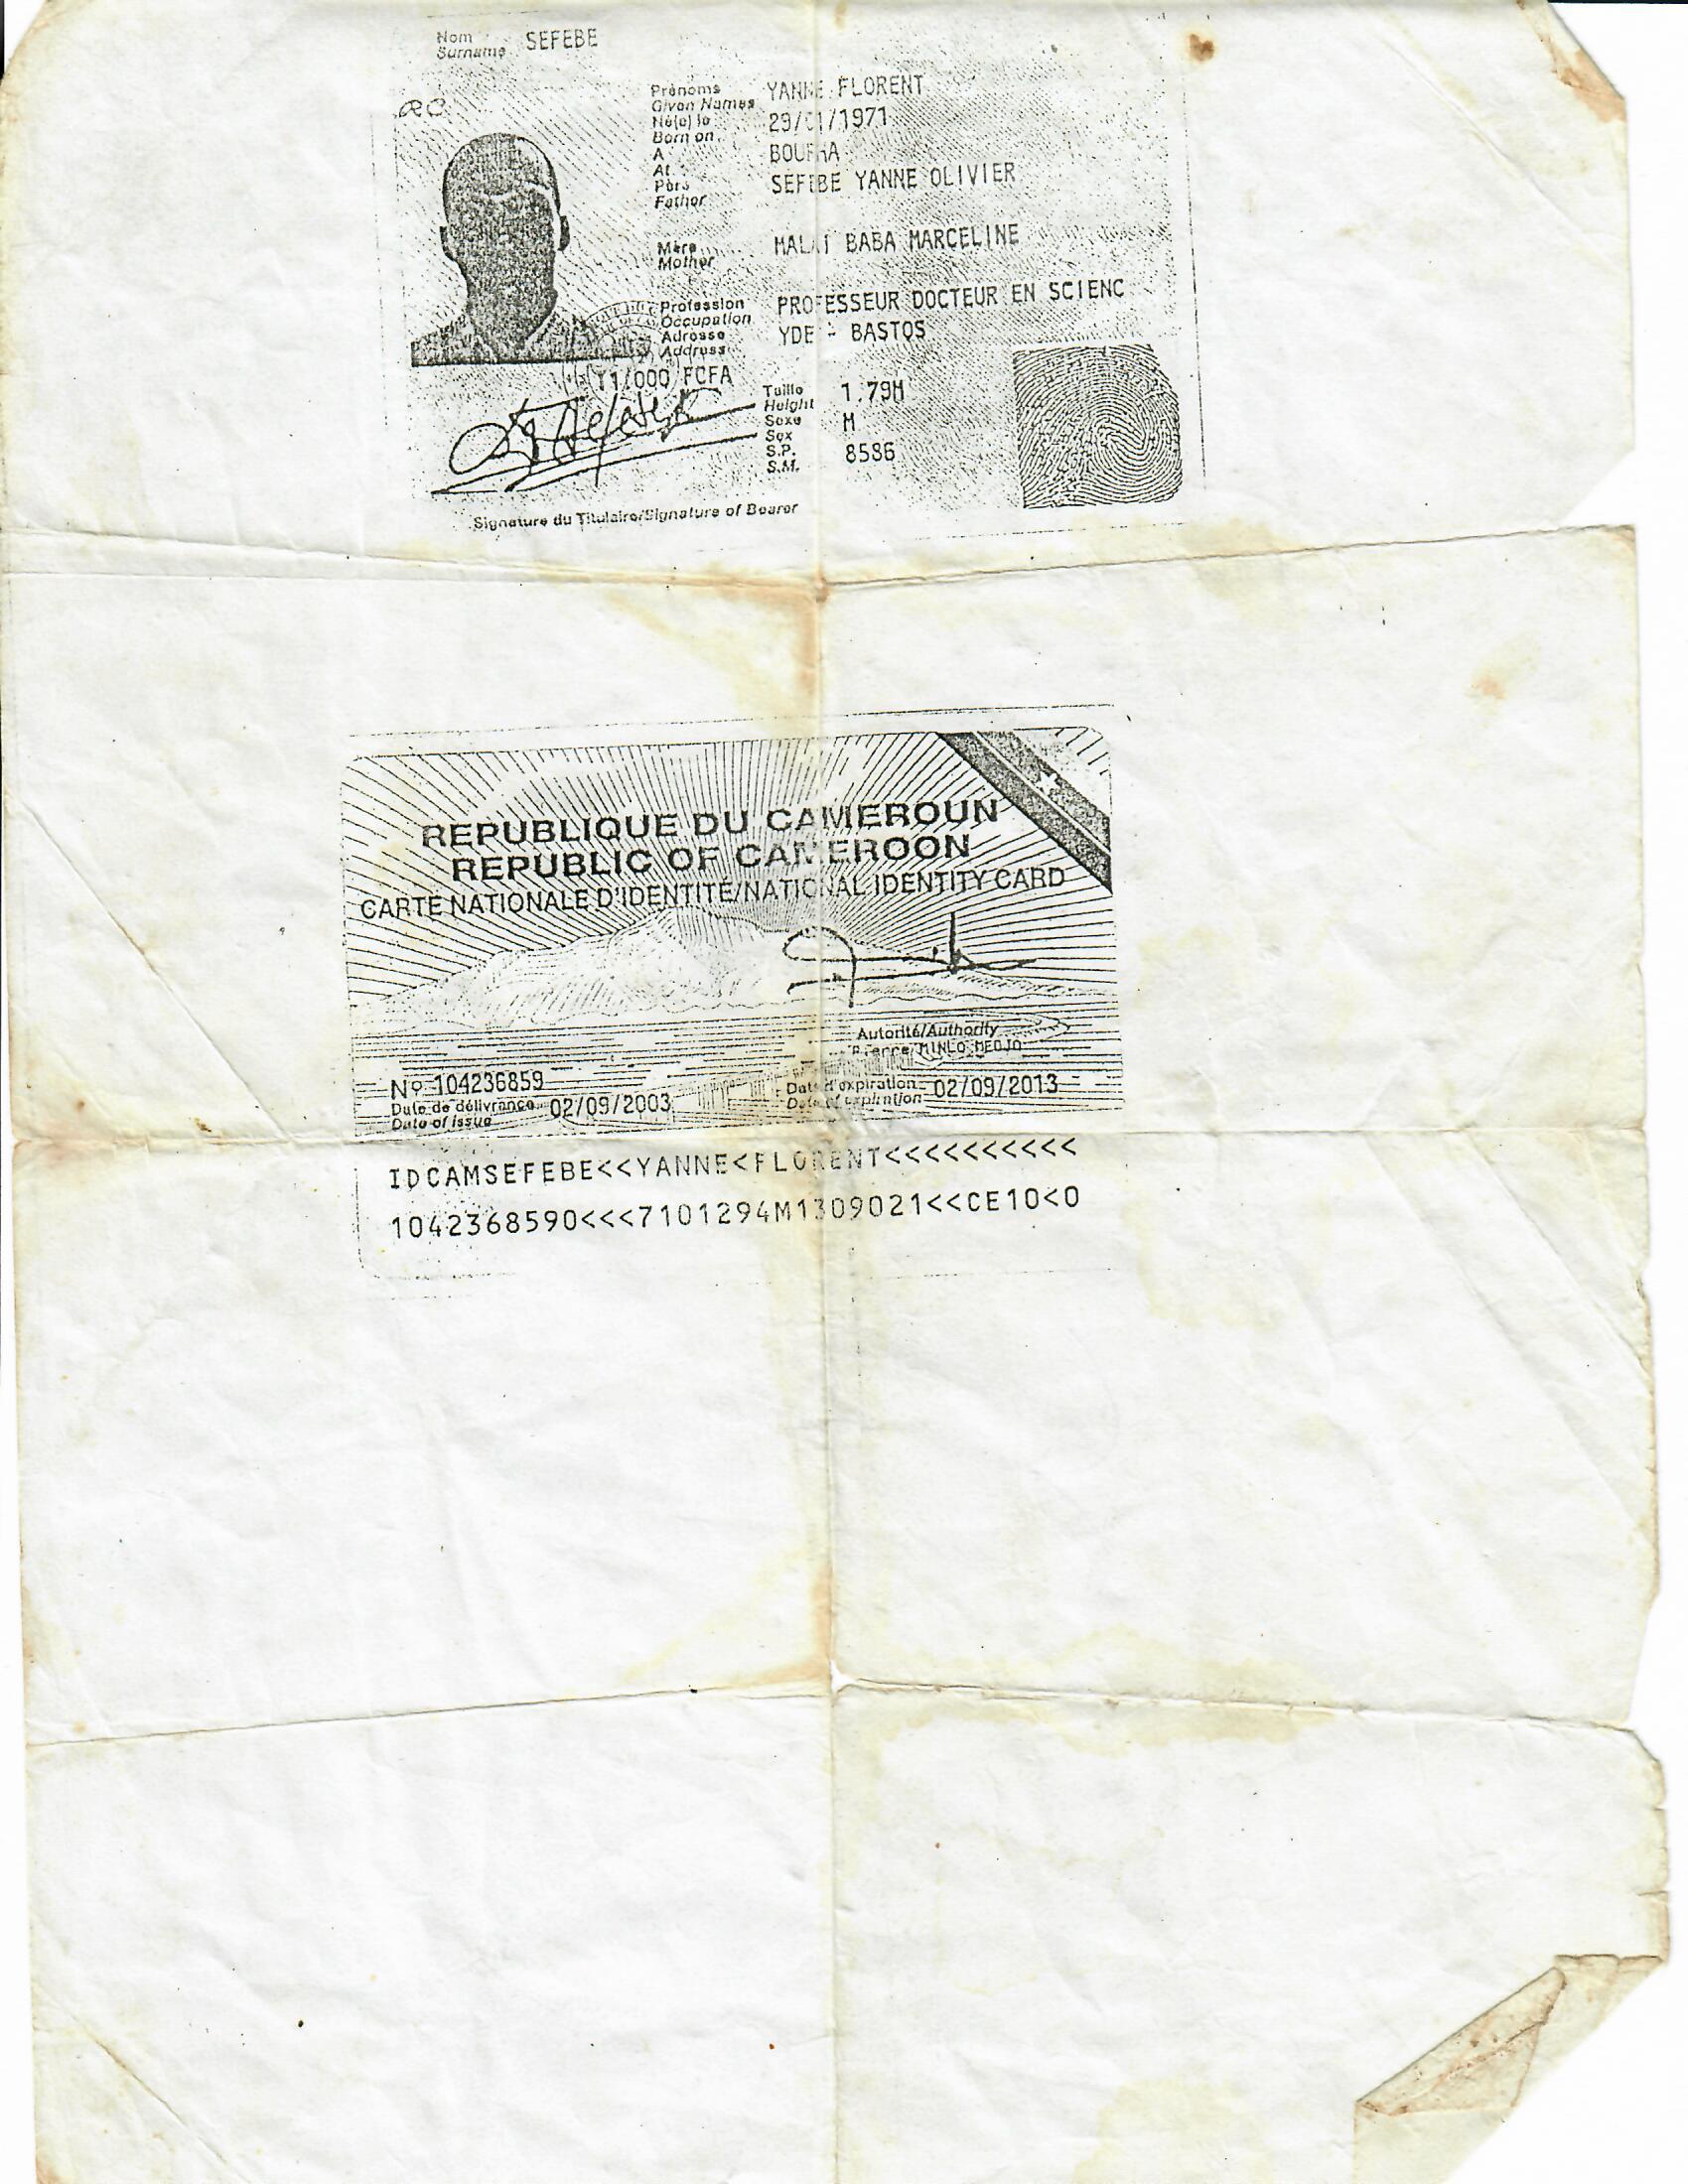 Nom SEFEBE
Surname
RC
Prénoms YANNE FLORENT
Given Names
Né(e) le 29/01/1971
Born on
A
At
Père SEFEBE YANNE OLIVIER
Father
Mère BABA MARCELINE
Mother
Profession PROFESSEUR DOCTEUR EN SCIENC
Occupation
Adresse YDE - BASTOS
Address
11/000 FCFA
Taille 1,79M
Height
Sexe M
Sex
S.P. 8586
S.M.
Signature du Titulaire/Signature of Bearer
REPUBLIQUE DU CAMEROUN
REPUBLIC OF CAMEROON
CARTE NATIONALE D'IDENTITÉ/NATIONAL IDENTITY CARD
Autorité/Authority
Pierre MINLO MEDJO
Nº 104236859
Date de délivrance 02/09/2003
Date of issue
Date d'expiration 02/09/2013
Date of expiration
IDCAMSEFEBE<<YANNE<FLORENT<<<<<<<<<<
1042368590<<<7101294M1309021<<CE10<0